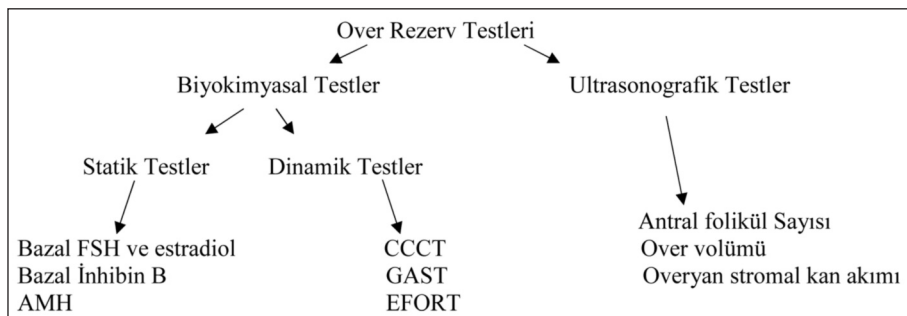 Over Rezerv Testleri
Biyokimyasal Testler
Ultrasonografik Testler
Statik Testler
Dinamik Testler
Bazal FSH ve estradiol
Bazal İnhibin B
AMH
CCCT
GAST
EFORT
Antral folikül Sayısı
Over volümü
Overyan stromal kan akımı